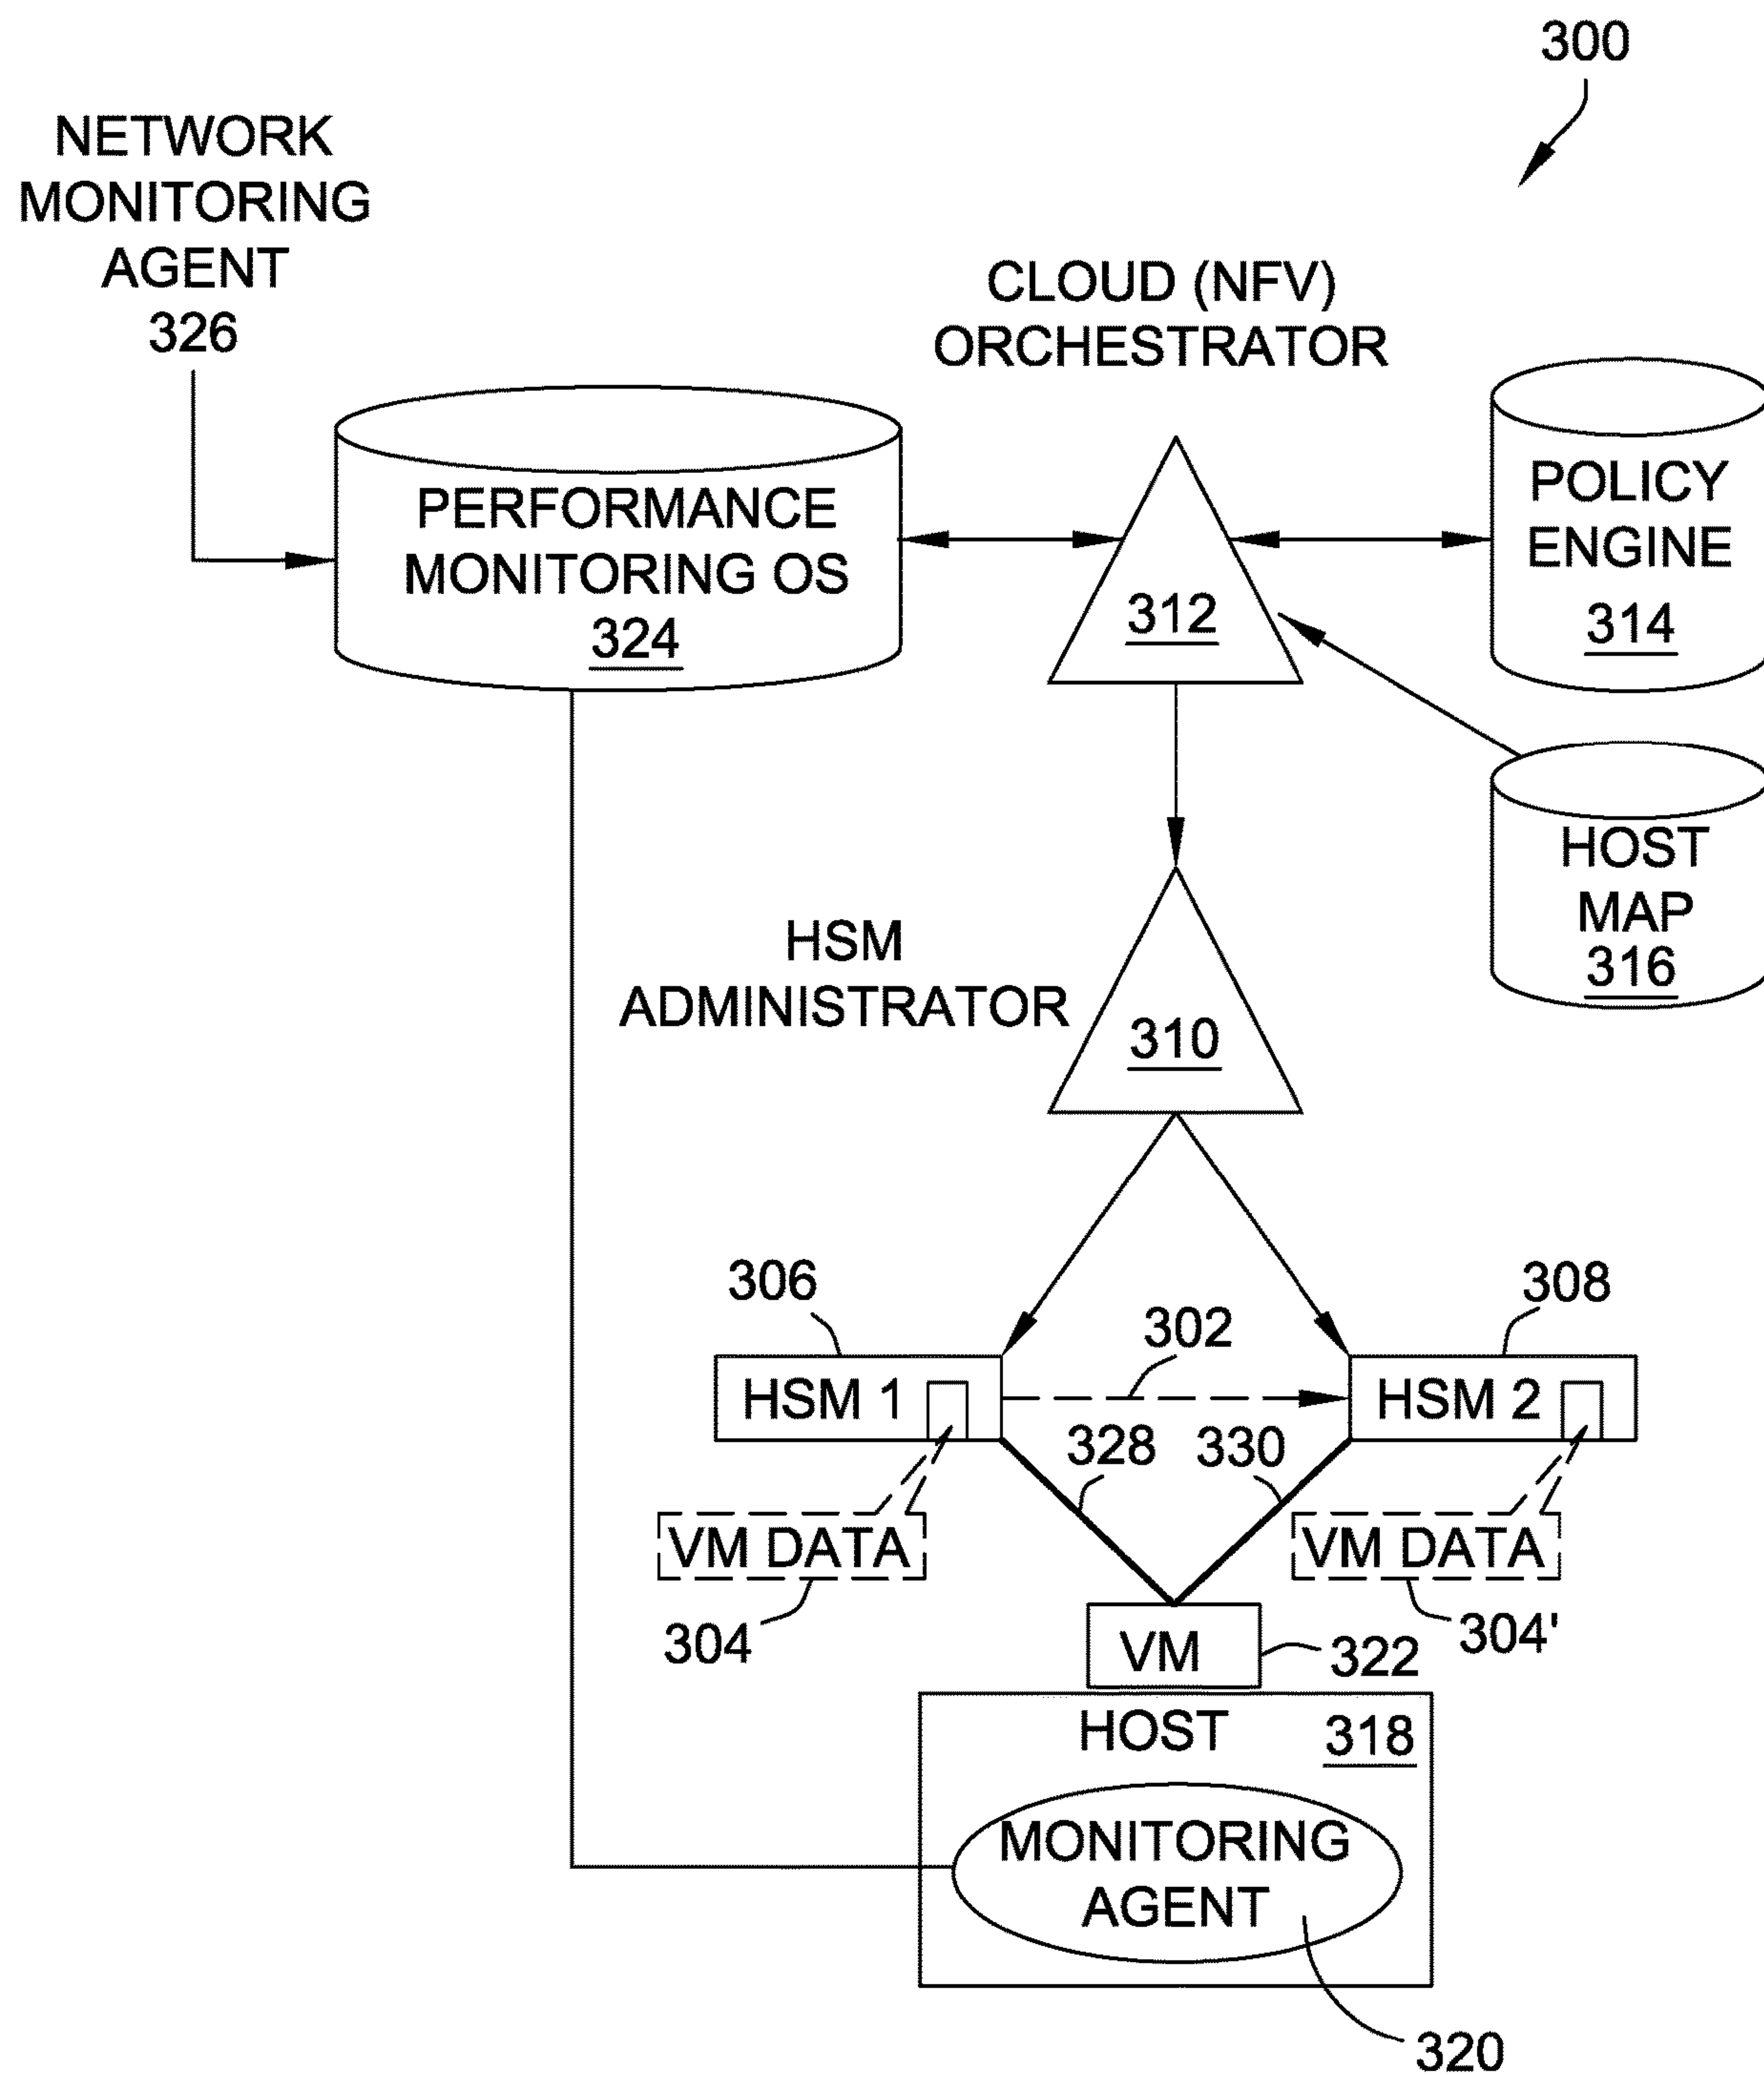 300
NETWORK
MONITORING
AGENT
326
CLOUD (NFV)
ORCHESTRATOR
PERFORMANCE
MONITORING OS
324
312
POLICY
ENGINE
314
HOST
MAP
316
HSM
ADMINISTRATOR
310
306
308
302
HSM 1
HSM 2
328
330
VM DATA
VM DATA
304
304'
VM
322
HOST
318
MONITORING
AGENT
320